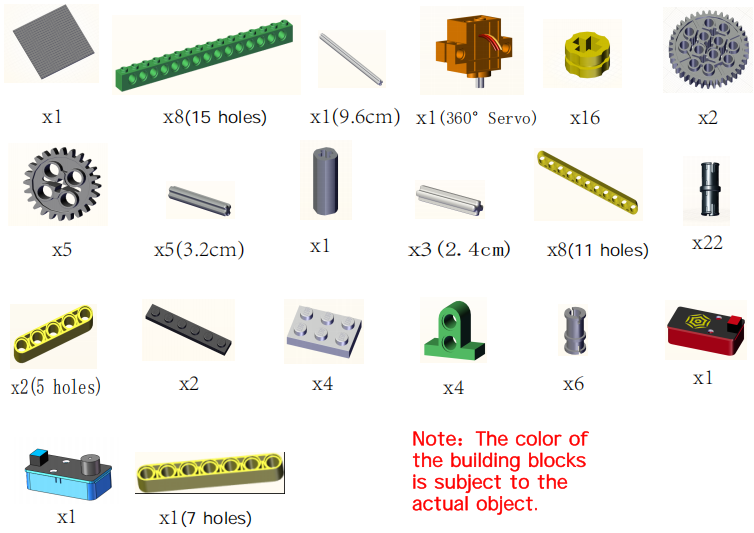 x1
x8(15 holes)
x1(9.6cm)
x1(360° Servo)
x16
x2
x5
x5(3.2cm)
x1
x3(2.4cm)
x8(11 holes)
x22
x2(5 holes)
x2
x4
x4
x6
x1
x1
x1(7 holes)
Note: The color of
the building blocks
is subject to the
actual object.